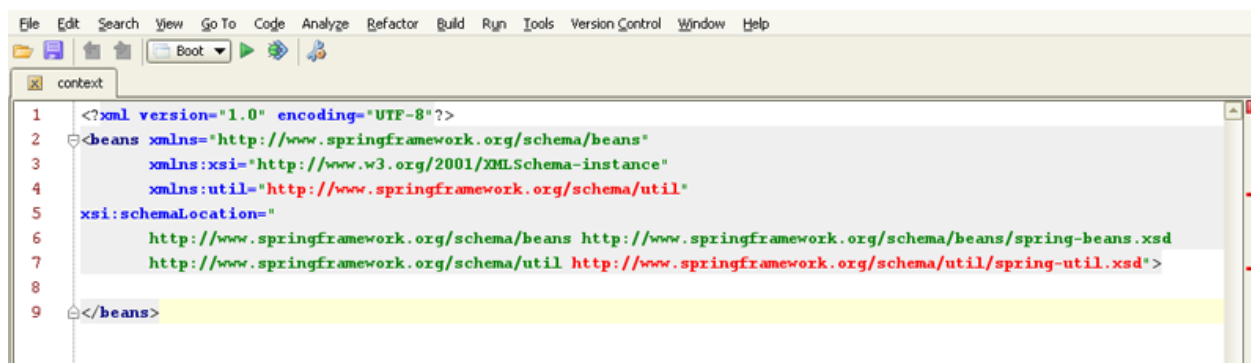 File Edit Search View Go To Code Analyze Refactor Build Run Tools Version Control Window Help
Boot
context
1 <?xml version="1.0" encoding="UTF-8"?>
2 <beans xmlns="http://www.springframework.org/schema/beans"
3 xmlns:xsi="http://www.w3.org/2001/XMLSchema-instance"
4 xmlns:util="http://www.springframework.org/schema/util"
5 xsi:schemaLocation="
6 http://www.springframework.org/schema/beans http://www.springframework.org/schema/beans/spring-beans.xsd
7 http://www.springframework.org/schema/util http://www.springframework.org/schema/util/spring-util.xsd">
8
9 </beans>